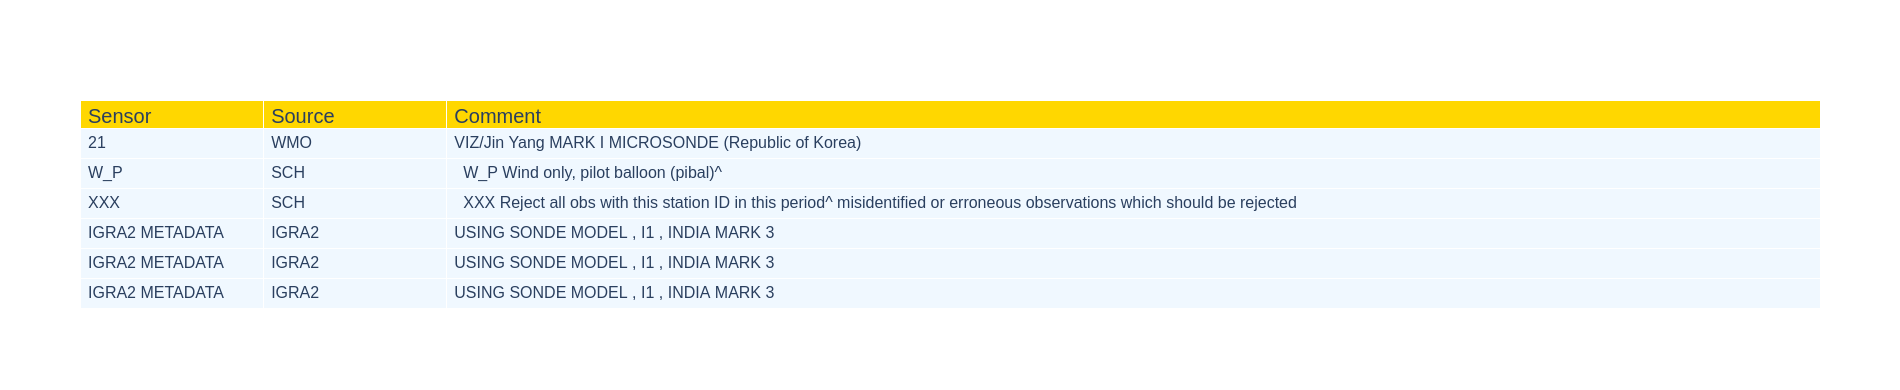 Sensor Source Comment
21 WMO VIZ/Jin Yang MARK I MICROSONDE (Republic of Korea)
W_P SCH W_P Wind only, pilot balloon (pibal)^
XXX SCH XXX Reject all obs with this station ID in this period^ misidentified or erroneous observations which should be rejected
IGRA2 METADATA IGRA2 USING SONDE MODEL , I1 , INDIA MARK 3
IGRA2 METADATA IGRA2 USING SONDE MODEL , I1 , INDIA MARK 3
IGRA2 METADATA IGRA2 USING SONDE MODEL , I1 , INDIA MARK 3